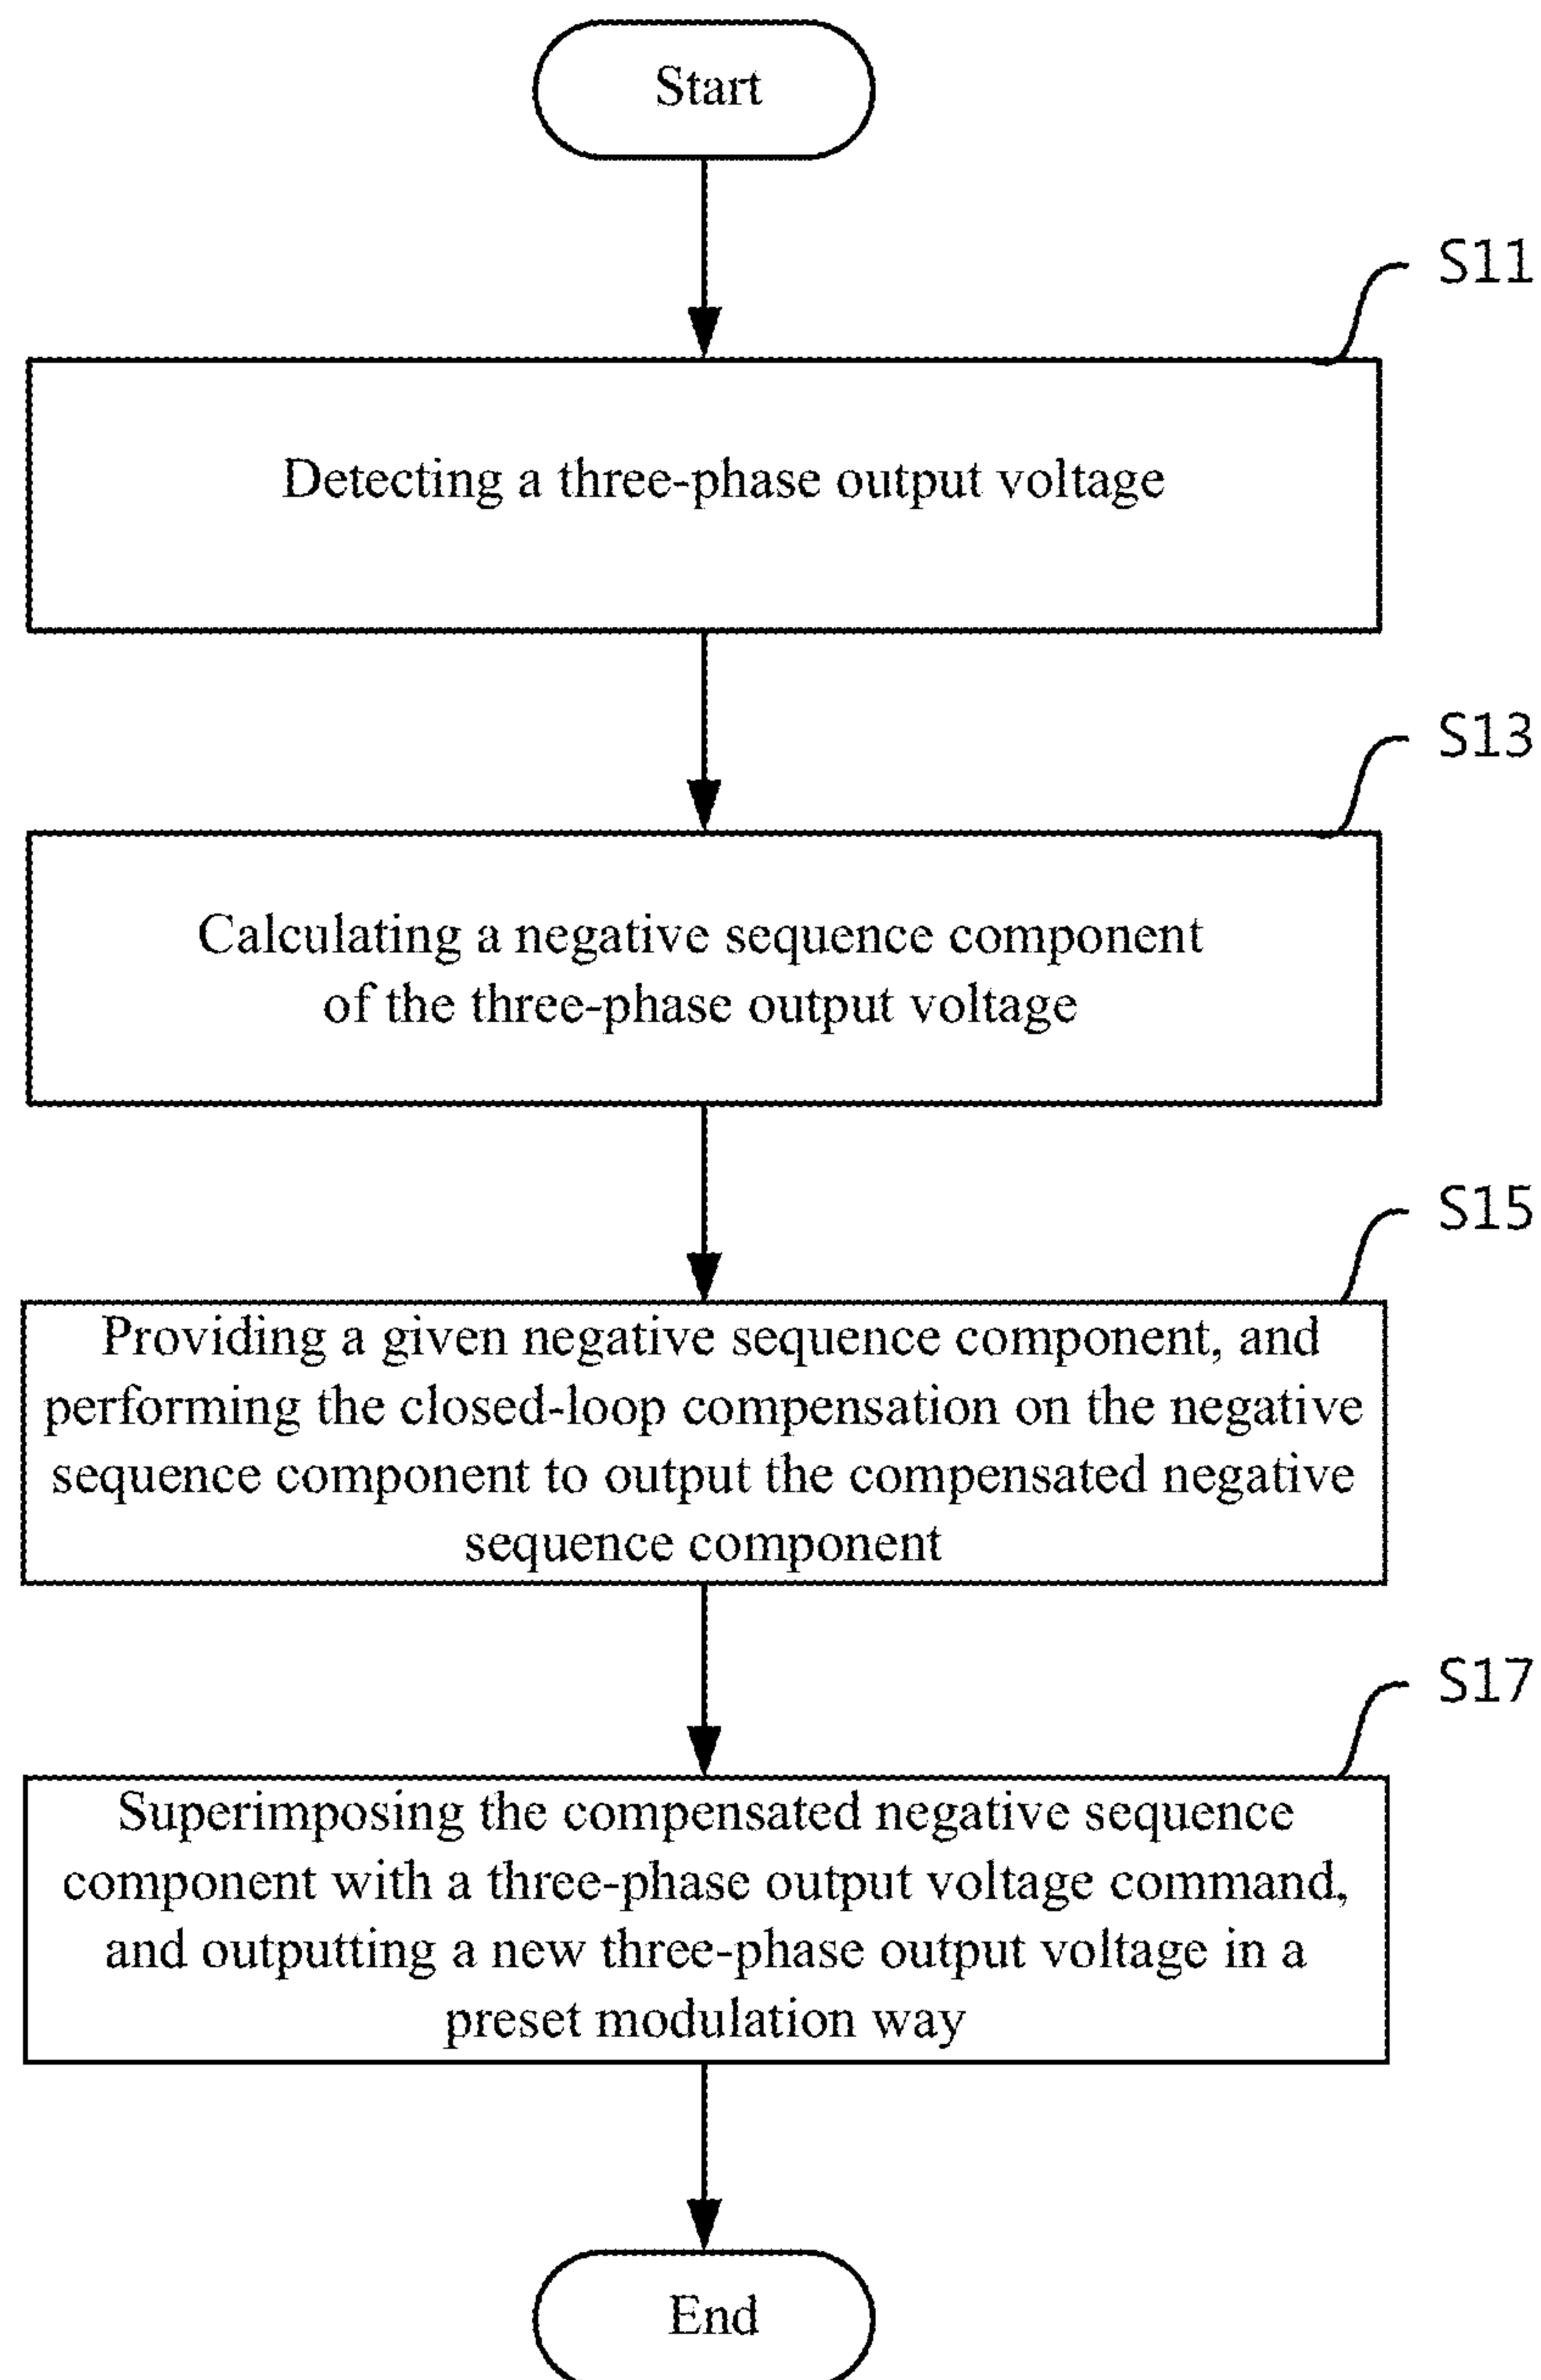 Start
S11
Detecting a three-phase output voltage
S13
Calculating a negative sequence component
of the three-phase output voltage
S15
Providing a given negative sequence component, and
performing the closed-loop compensation on the negative
sequence component to output the compensated negative
sequence component
S17
Superimposing the compensated negative sequence
component with a three-phase output voltage command,
and outputting a new three-phase output voltage in a
preset modulation way
End